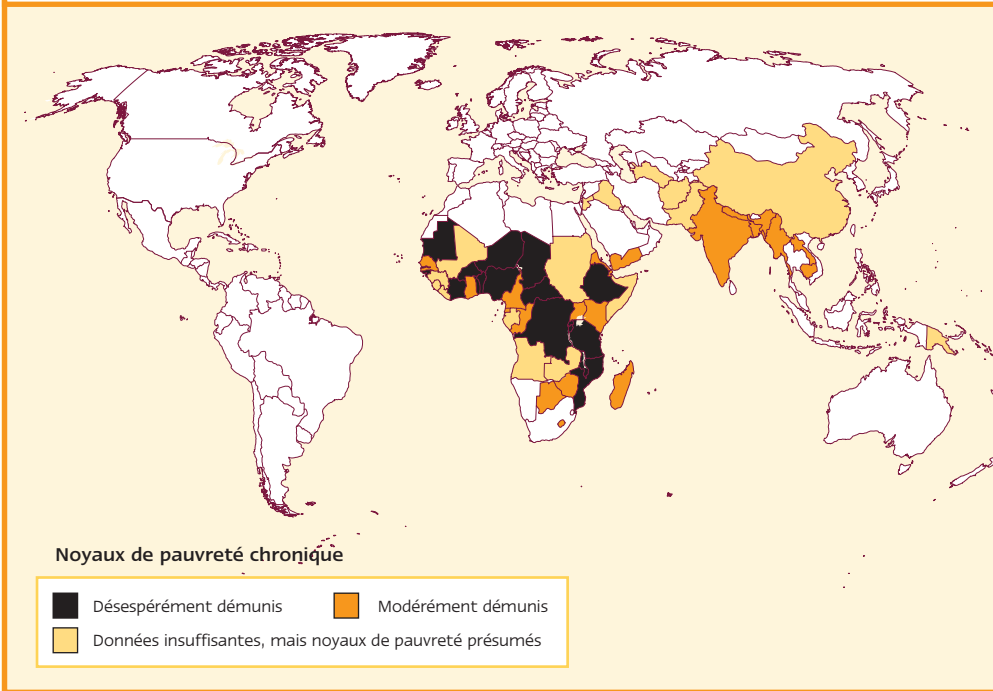 Noyaux de pauvreté chronique
Désespérément démunis
Modérément démunis
Données insuffisantes, mais noyaux de pauvreté présumés